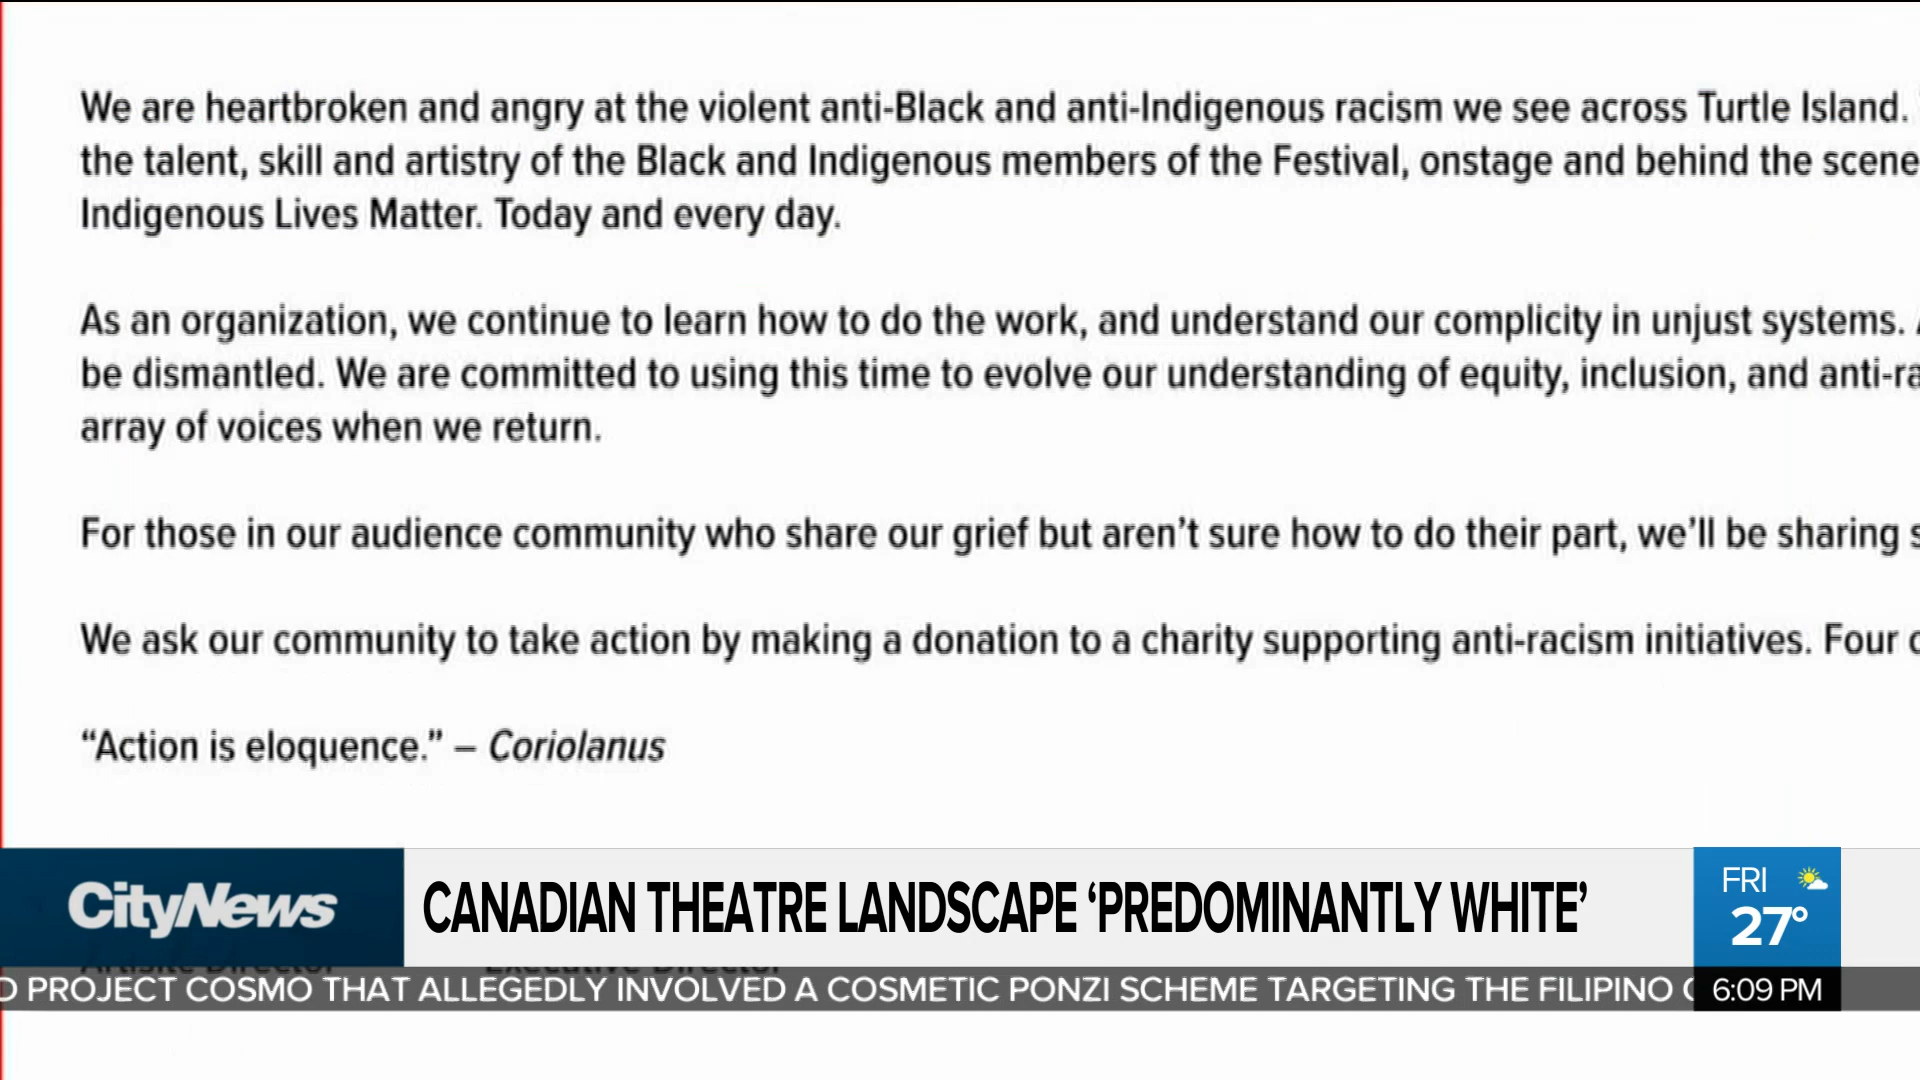 We are heartbroken and angry at the violent anti-Black and anti-Indigenous racism we see across Turtle Island.
the talent, skill and artistry of the Black and Indigenous members of the Festival, onstage and behind the scene
Indigenous Lives Matter. Today and every day.
As an organization, we continue to learn how to do the work, and understand our complicity in unjust systems.
be dismantled. We are committed to using this time to evolve our understanding of equity, inclusion, and anti-ra
array of voices when we return.
For those in our audience community who share our grief but aren’t sure how to do their part, we’ll be sharing s
We ask our community to take action by making a donation to a charity supporting anti-racism initiatives. Four
“Action is eloquence.” – Coriolanus
CityNews
CANADIAN THEATRE LANDSCAPE ‘PREDOMINANTLY WHITE’
FRI
27°
Director Executive Director
D PROJECT COSMO THAT ALLEGEDLY INVOLVED A COSMETIC PONZI SCHEME TARGETING THE FILIPINO
6:09 PM